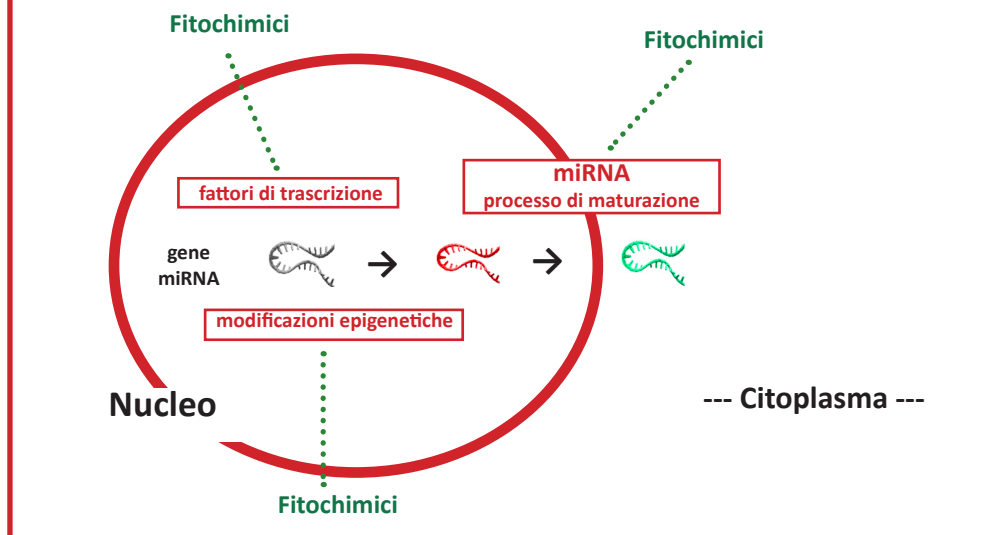 Fitochimici
Fitochimici
fattori di trascrizione
miRNA
processo di maturazione
gene
miRNA
modificazioni epigenetiche
Nucleo
--- Citoplasma ---
Fitochimici